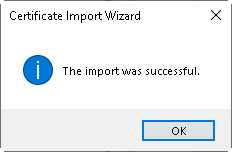 Certificate Import Wizard
The import was successful.
OK